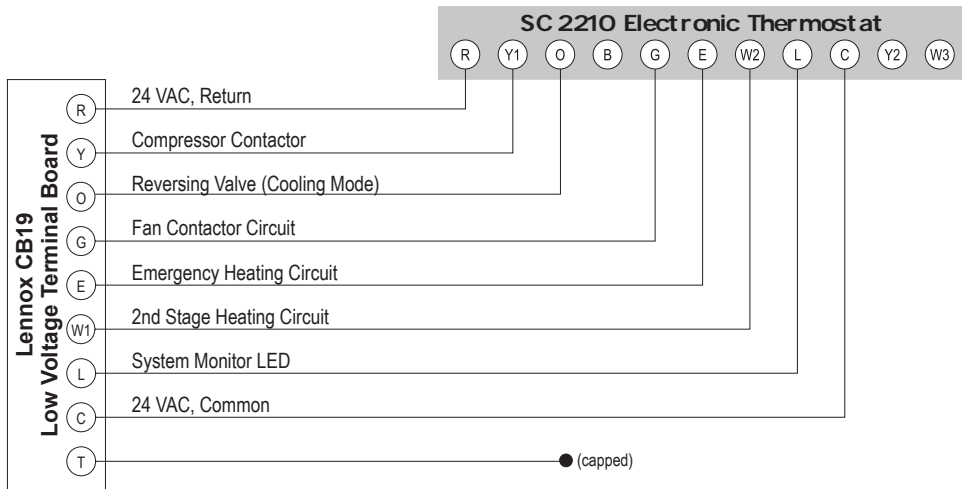 SC 2210 Electronic Thermostat
R Y1 O B G E W2 L C Y2 W3
Lennox CB19
Low Voltage Terminal Board
R 24 VAC, Return
Y Compressor Contactor
O Reversing Valve (Cooling Mode)
G Fan Contactor Circuit
E Emergency Heating Circuit
W1 2nd Stage Heating Circuit
L System Monitor LED
C 24 VAC, Common
T (capped)